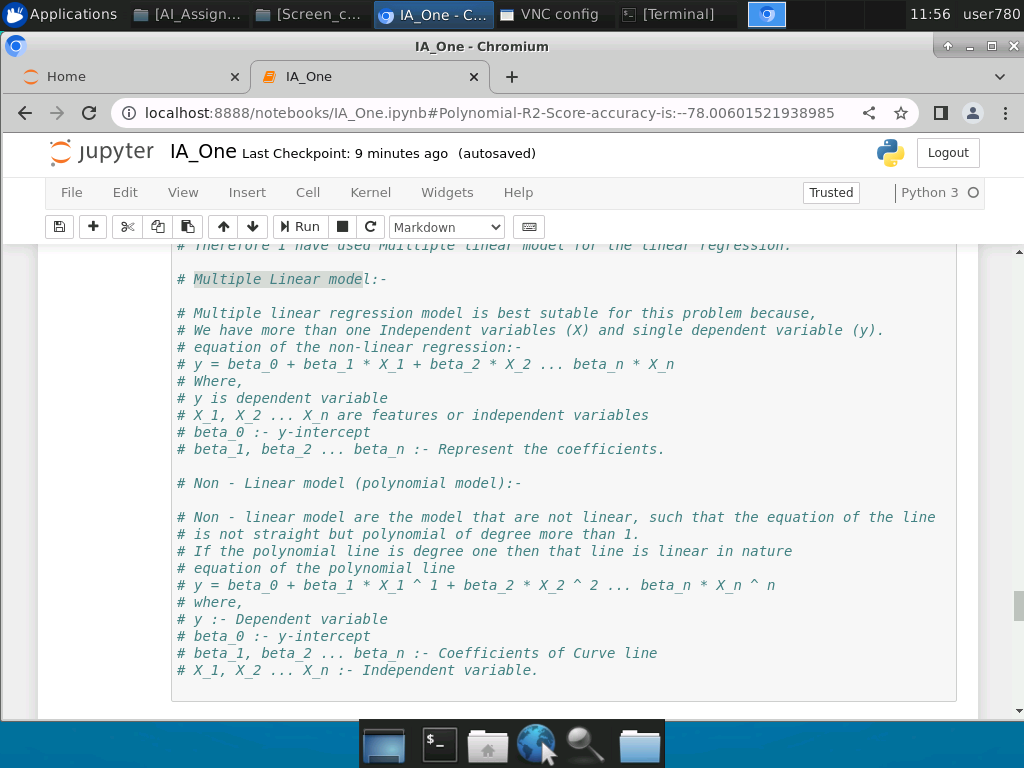 Applications
[AI_Assign...
[Screen_c...
IA_One - C...
VNC config
[Terminal]
11:56
user780
IA_One - Chromium
Home
IA_One
localhost:8888/notebooks/IA_One.ipynb#Polynomial-R2-Score-accuracy-is:--78.00601521938985
jupyter
IA_One Last Checkpoint: 9 minutes ago (autosaved)
Logout
File Edit View Insert Cell Kernel Widgets Help
Trusted
Python 3
Run
Markdown
# Therefore I have used Multiple linear model for the linear regression.
# Multiple Linear model:-
# Multiple linear regression model is best sutable for this problem because,
# We have more than one Independent variables (X) and single dependent variable (y).
# equation of the non-linear regression:-
# y = beta_0 + beta_1 * X_1 + beta_2 * X_2 ... beta_n * X_n
# Where,
# y is dependent variable
# X_1, X_2 ... X_n are features or independent variables
# beta_0 :- y-intercept
# beta_1, beta_2 ... beta_n :- Represent the coefficients.
# Non - Linear model (polynomial model):-
# Non - linear model are the model that are not linear, such that the equation of the line
# is not straight but polynomial of degree more than 1.
# If the polynomial line is degree one then that line is linear in nature
# equation of the polynomial line
# y = beta_0 + beta_1 * X_1 ^ 1 + beta_2 * X_2 ^ 2 ... beta_n * X_n ^ n
# where,
# y :- Dependent variable
# beta_0 :- y-intercept
# beta_1, beta_2 ... beta_n :- Coefficients of Curve line
# X_1, X_2 ... X_n :- Independent variable.
$_